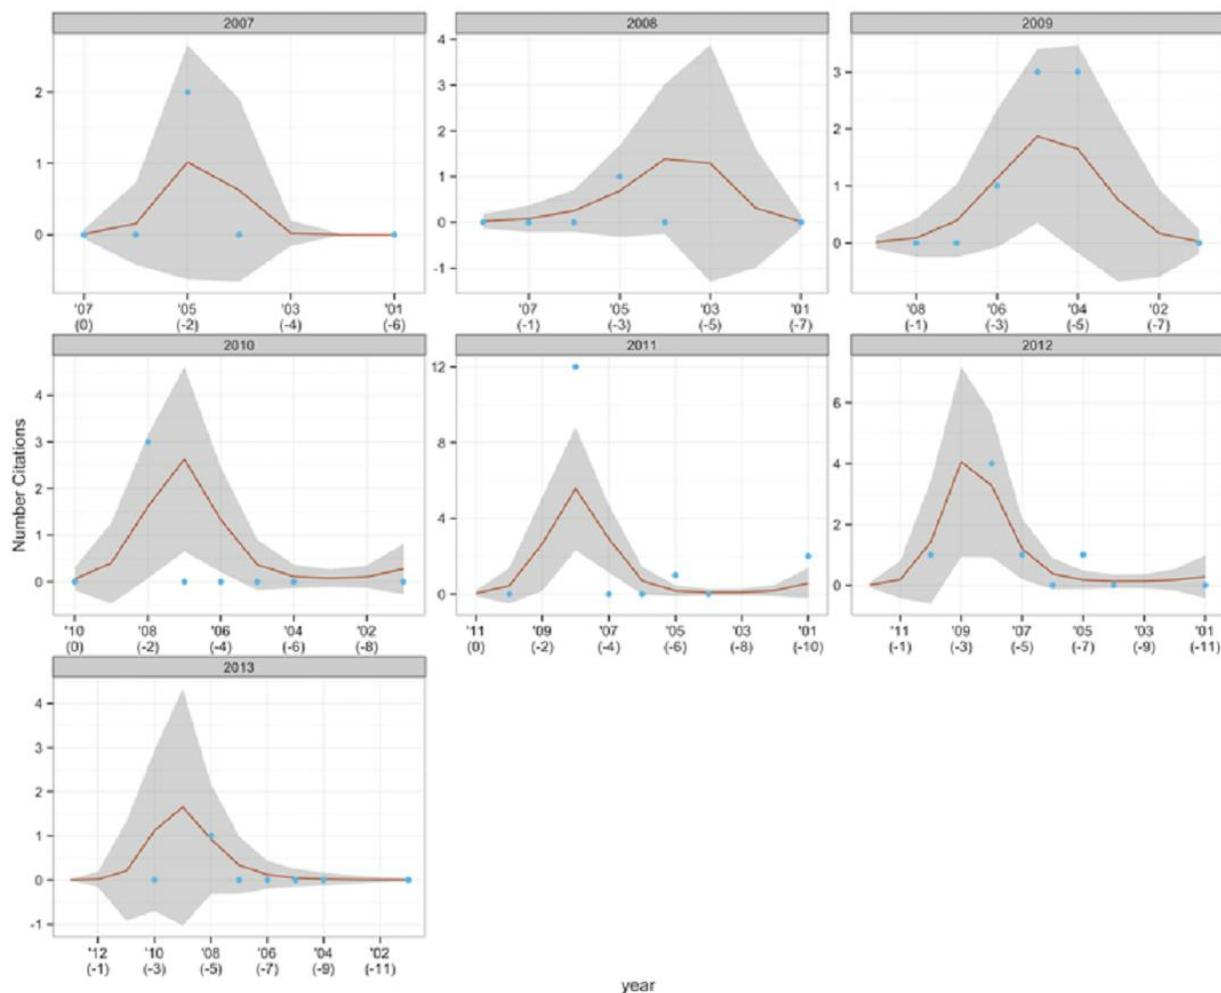 2007 2008 2009
2
1
0
4
3
2
1
0
-1
3
2
1
0
'07 '05 '03 '01
(0) (-2) (-4) (-6)
'07 '05 '03 '01
(-1) (-3) (-5) (-7)
'08 '06 '04 '02
(-1) (-3) (-5) (-7)
2010 2011 2012
Number Citations
4
3
2
1
0
12
8
4
0
6
4
2
0
'10 '08 '06 '04 '02
(0) (-2) (-4) (-6) (-8)
'11 '09 '07 '05 '03 '01
(0) (-2) (-4) (-6) (-8) (-10)
'11 '09 '07 '05 '03 '01
(-1) (-3) (-5) (-7) (-9) (-11)
2013
4
3
2
1
0
-1
'12 '10 '08 '06 '04 '02
(-1) (-3) (-5) (-7) (-9) (-11)
year